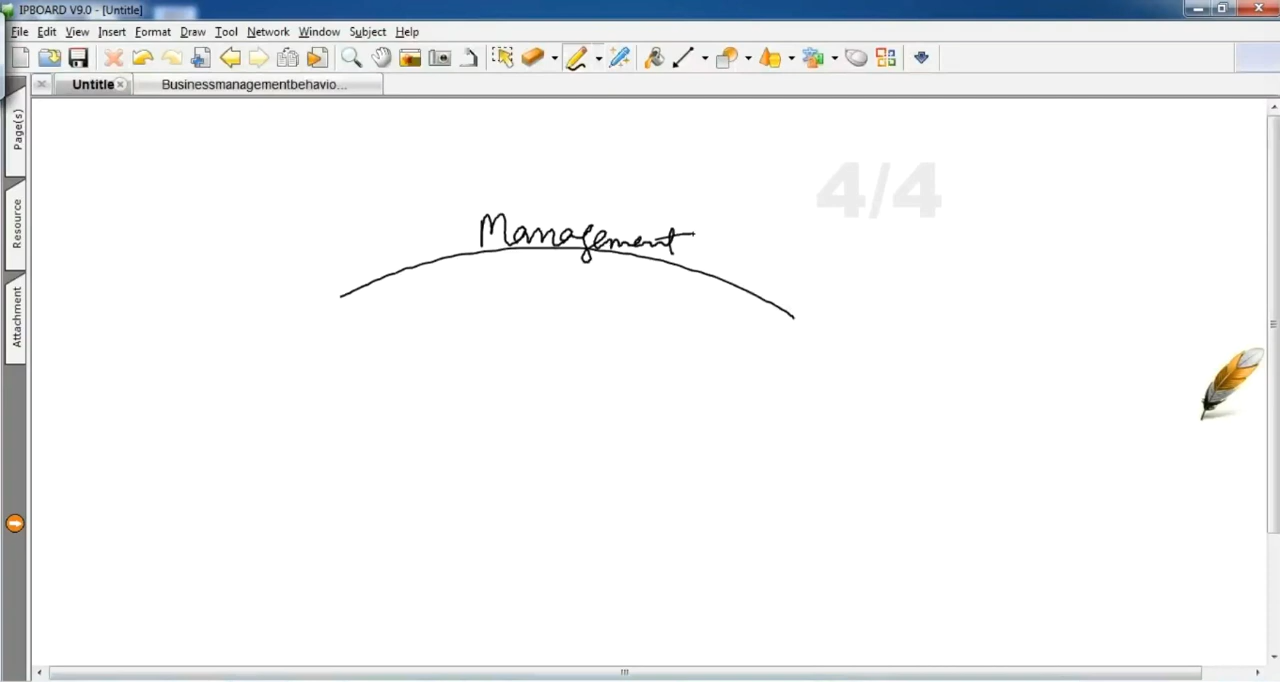 IPBOARD V9.0 - [Untitle]
File Edit View Insert Format Draw Tool Network Window Subject Help
Untitle Businessmanagementbehavio...
Page(s)
Resource
Attachment
4/4
Management